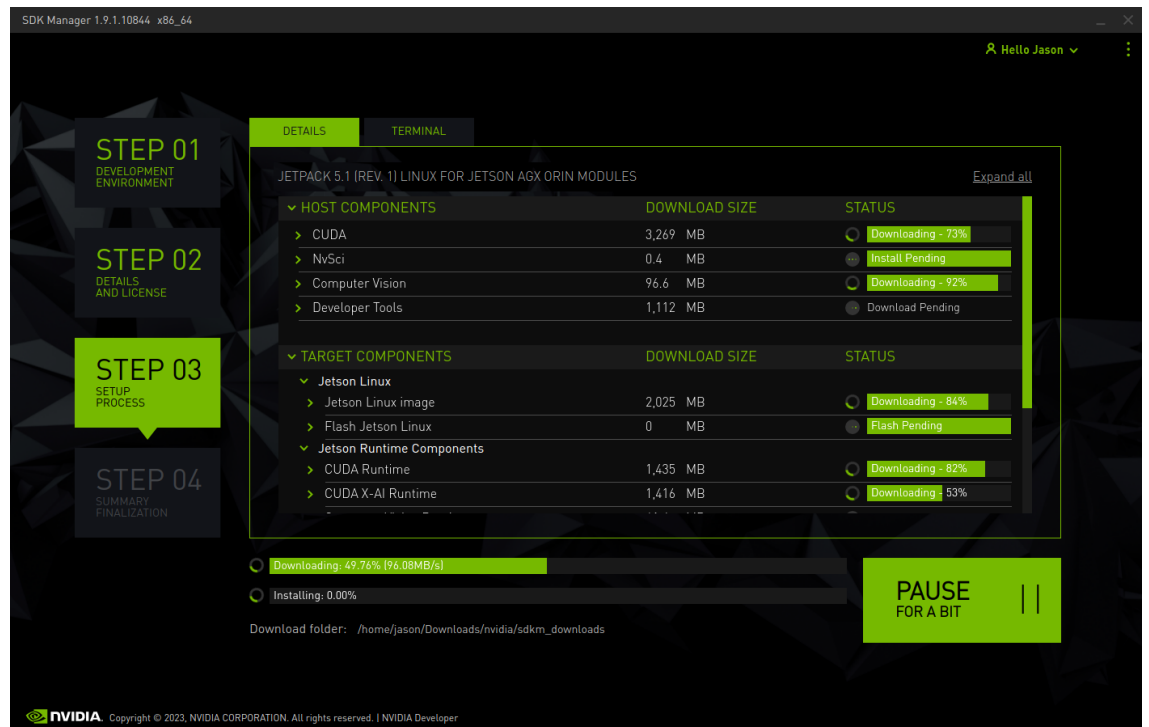 SDK Manager 1.9.1.10844 x86_64
Hello Jason
STEP 01
DEVELOPMENT
ENVIRONMENT
STEP 02
DETAILS
AND LICENSE
STEP 03
SETUP
PROCESS
STEP 04
SUMMARY
FINALIZATION
DETAILS TERMINAL
JETPACK 5.1 (REV. 1) LINUX FOR JETSON AGX ORIN MODULES Expand all
HOST COMPONENTS DOWNLOAD SIZE STATUS
CUDA 3,269 MB Downloading - 73%
NvSci 0.4 MB Install Pending
Computer Vision 96.6 MB Downloading - 92%
Developer Tools 1,112 MB Download Pending
TARGET COMPONENTS DOWNLOAD SIZE STATUS
Jetson Linux
Jetson Linux image 2,025 MB Downloading - 84%
Flash Jetson Linux 0 MB Flash Pending
Jetson Runtime Components
CUDA Runtime 1,435 MB Downloading - 82%
CUDA X-AI Runtime 1,416 MB Downloading - 53%
Downloading: 49.76% (96.08MB/s)
Installing: 0.00%
Download folder: /home/jason/Downloads/nvidia/sdkm_downloads
PAUSE
FOR A BIT
NVIDIA. Copyright © 2023, NVIDIA CORPORATION. All rights reserved. | NVIDIA Developer